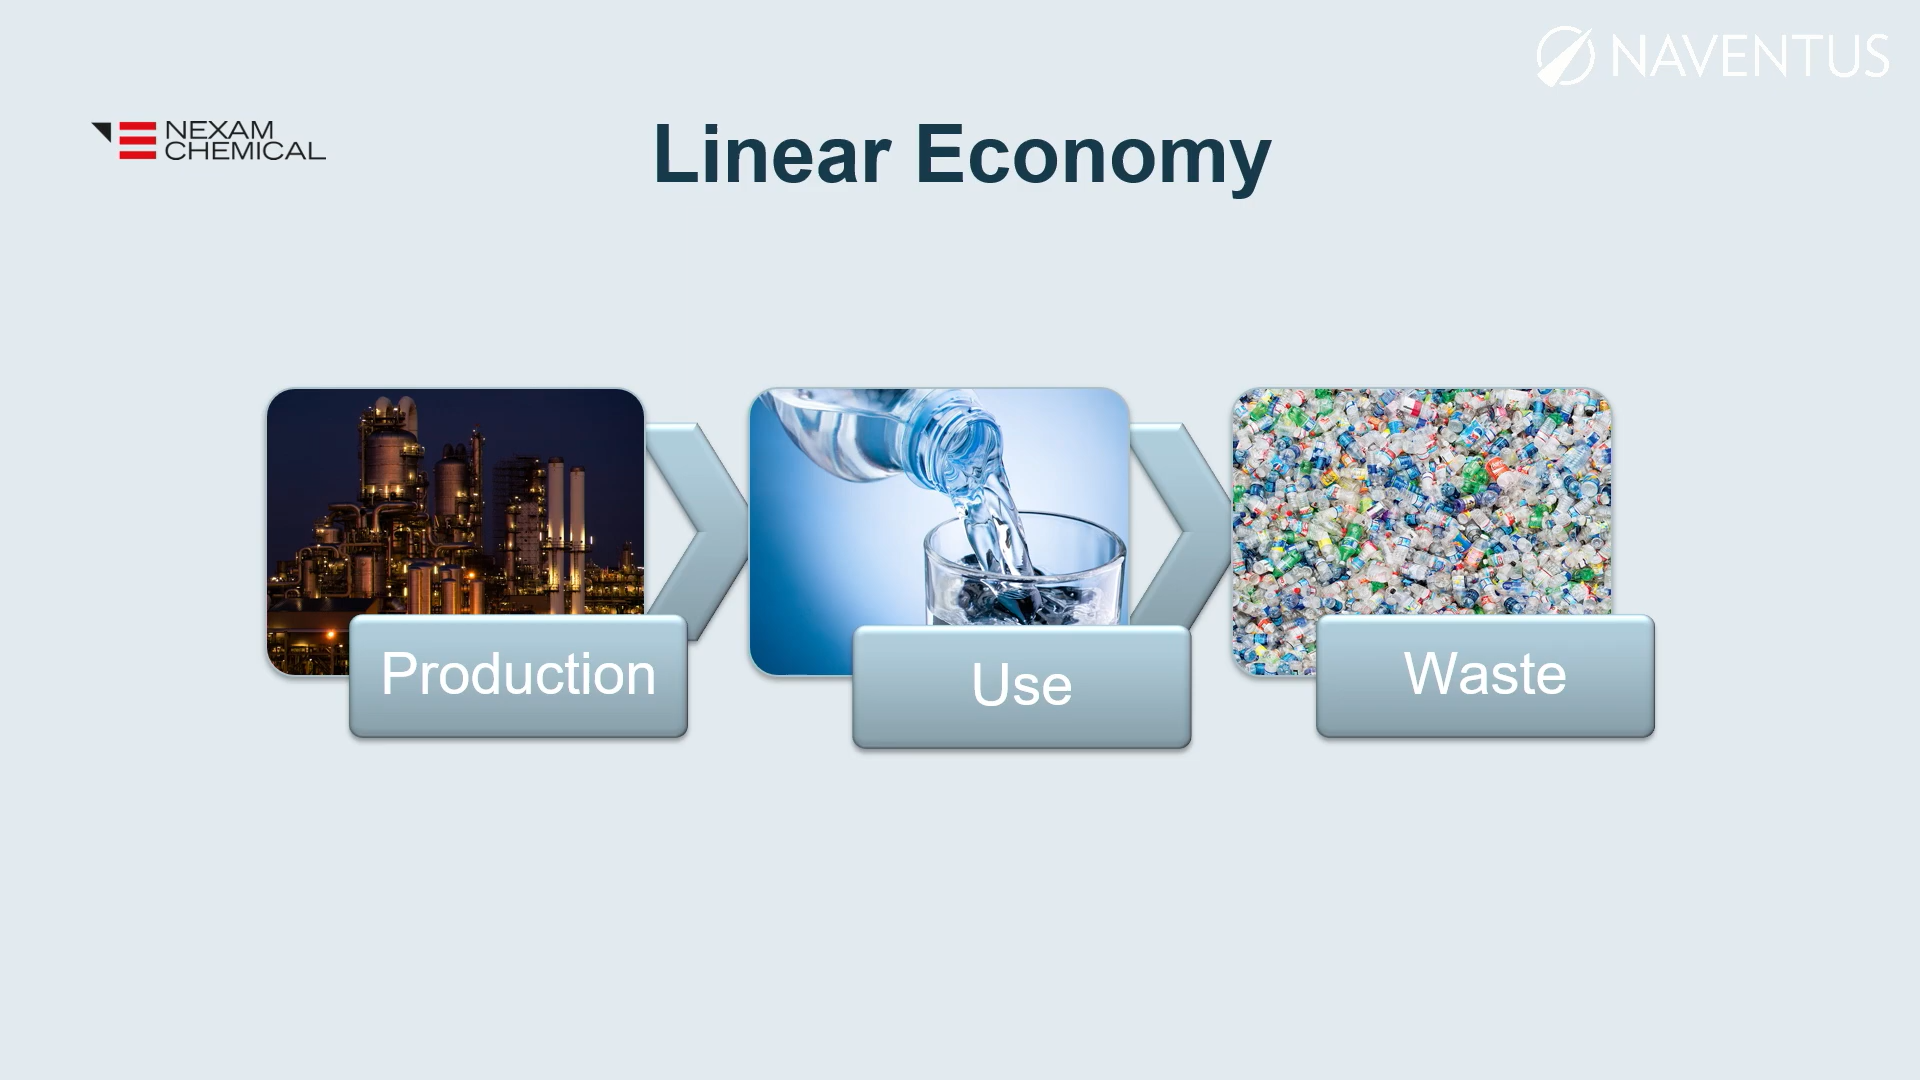 NAVENTUS
NEXAM
CHEMICAL
Linear Economy
Production
Use
Waste